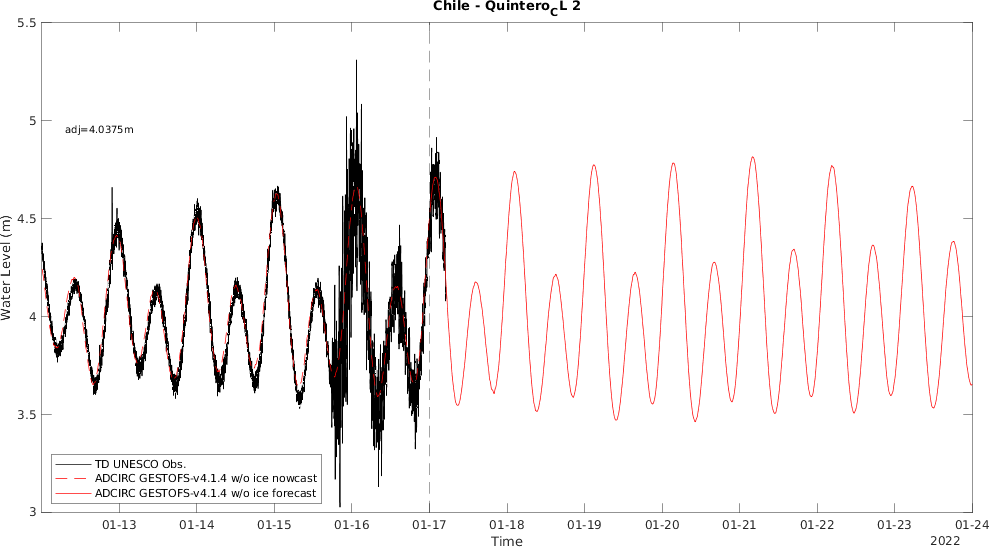 Chile - Quintero_CL 2
5.5
5
4.5
4
3.5
3
Water Level (m)
adj=4.0375m
TD UNESCO Obs.
ADCIRC GESTOFS-v4.1.4 w/o ice nowcast
ADCIRC GESTOFS-v4.1.4 w/o ice forecast
01-13 01-14 01-15 01-16 01-17 01-18 01-19 01-20 01-21 01-22 01-23 01-24
Time
2022